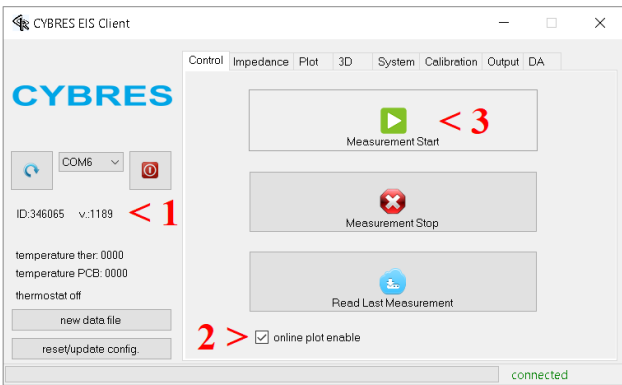 CYBRES EIS Client
Control Impedance Plot 3D System Calibration Output DA
CYBRES
Measurement Start
< 3
COM6
ID:346065 v.:1189
< 1
Measurement Stop
temperature ther: 0000
temperature PCB: 0000
thermostat off
Read Last Measurement
new data file
2 >
online plot enable
reset/update config.
connected